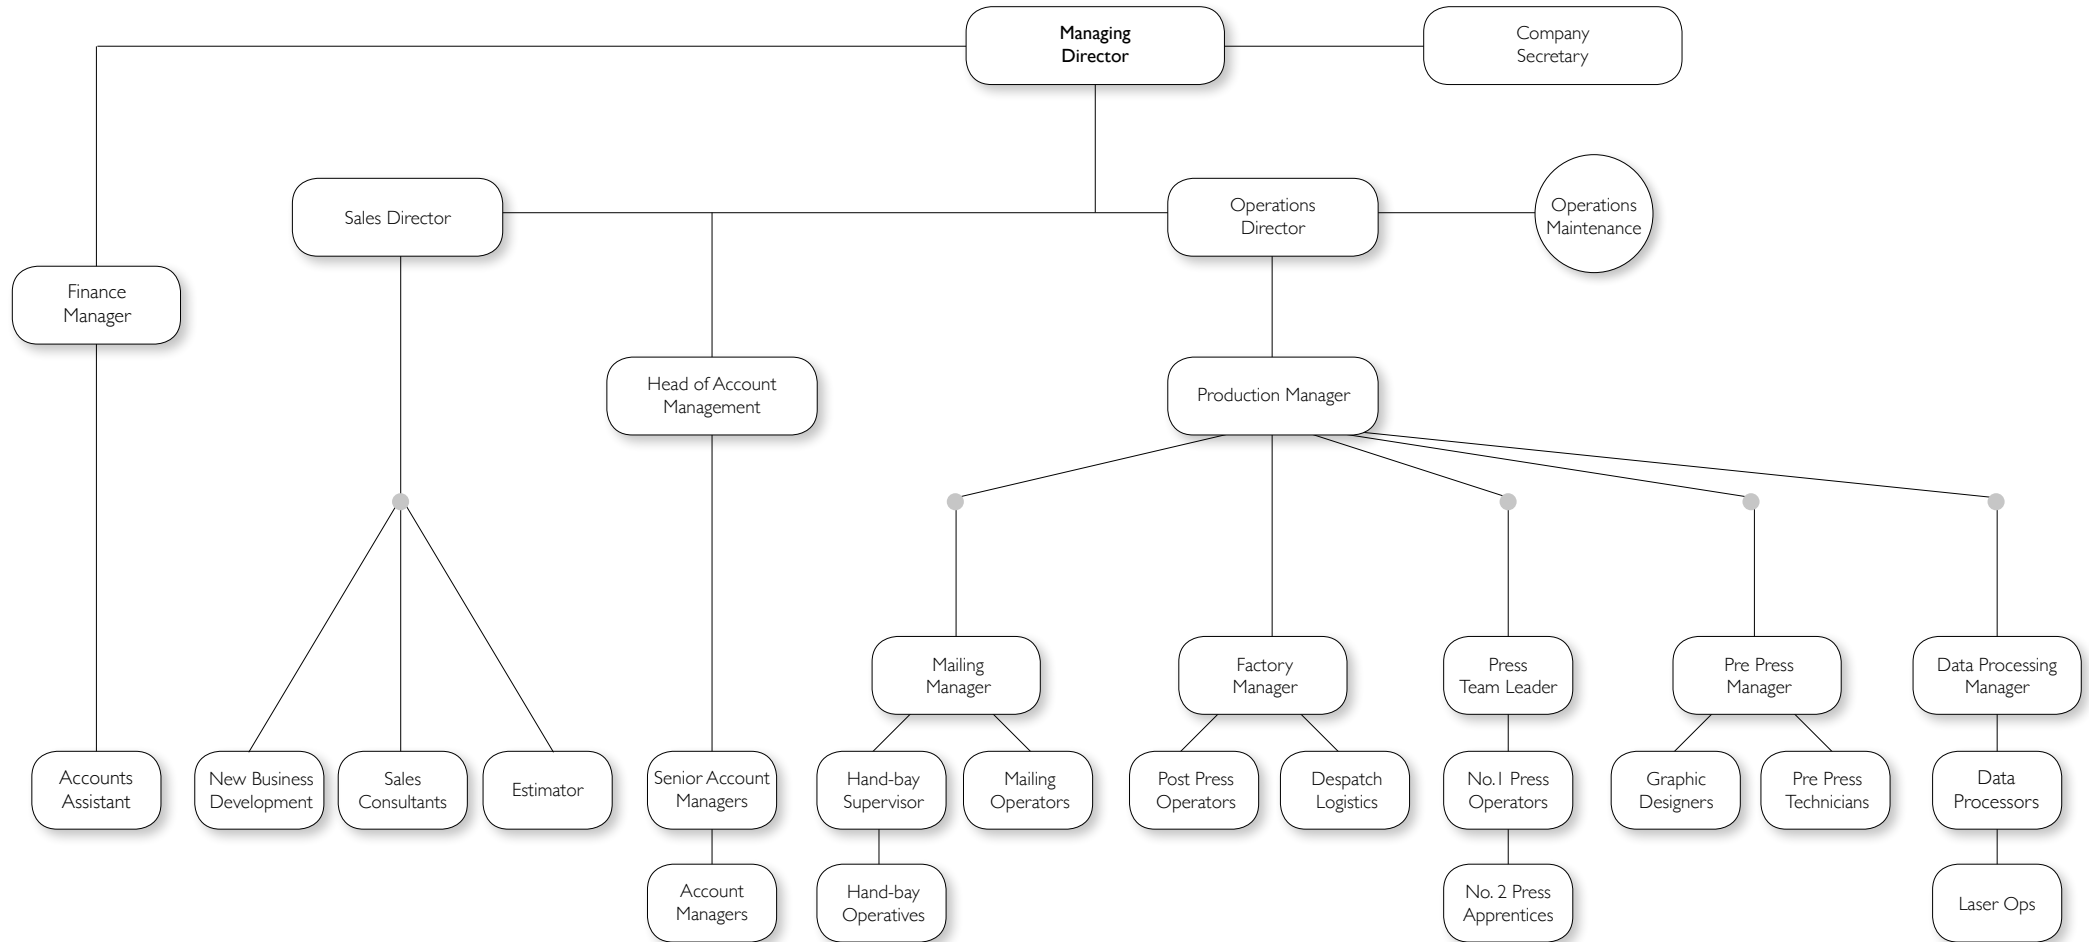 Managing
Director
Company
Secretary
Sales Director
Operations
Director
Operations
Maintenance
Finance
Manager
Head of Account
Management
Production Manager
Mailing
Manager
Factory
Manager
Press
Team Leader
Pre Press
Manager
Data Processing
Manager
Accounts
Assistant
New Business
Development
Sales
Consultants
Estimator
Senior Account
Managers
Hand-bay
Supervisor
Mailing
Operators
Post Press
Operators
Despatch
Logistics
No.1 Press
Operators
Graphic
Designers
Pre Press
Technicians
Data
Processors
Account
Managers
Hand-bay
Operatives
No. 2 Press
Apprentices
Laser Ops